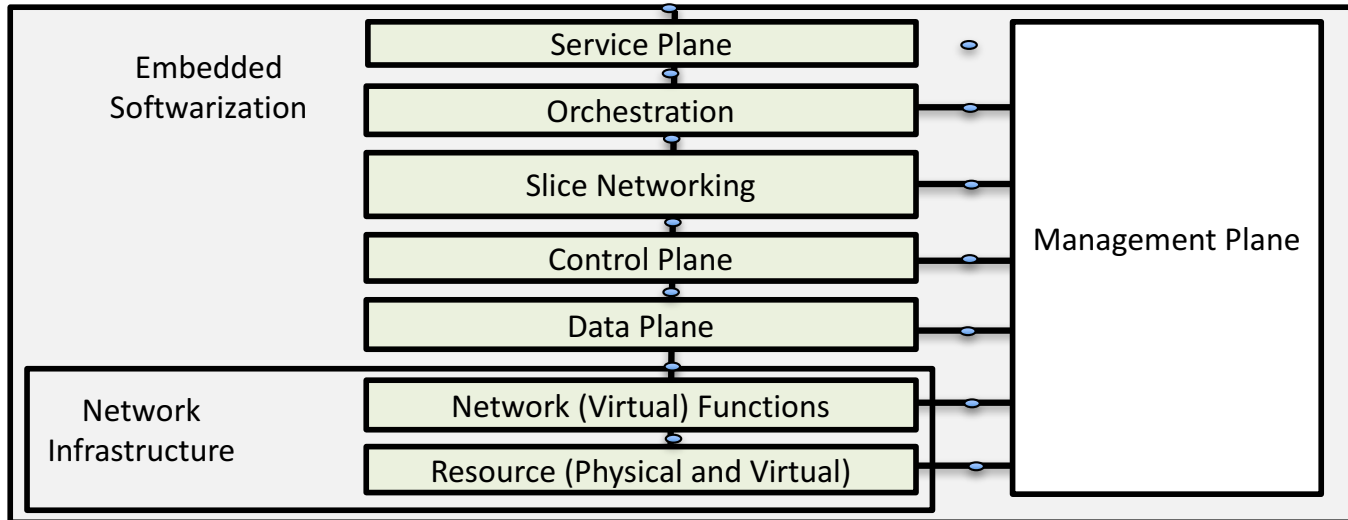 Service Plane
Embedded
Softwarization
Orchestration
Slice Networking
Management Plane
Control Plane
Data Plane
Network
Infrastructure
Network (Virtual) Functions
Resource (Physical and Virtual)